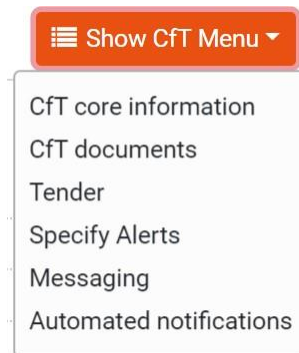 Show CfT Menu
CfT core information
CfT documents
Tender
Specify Alerts
Messaging
Automated notifications